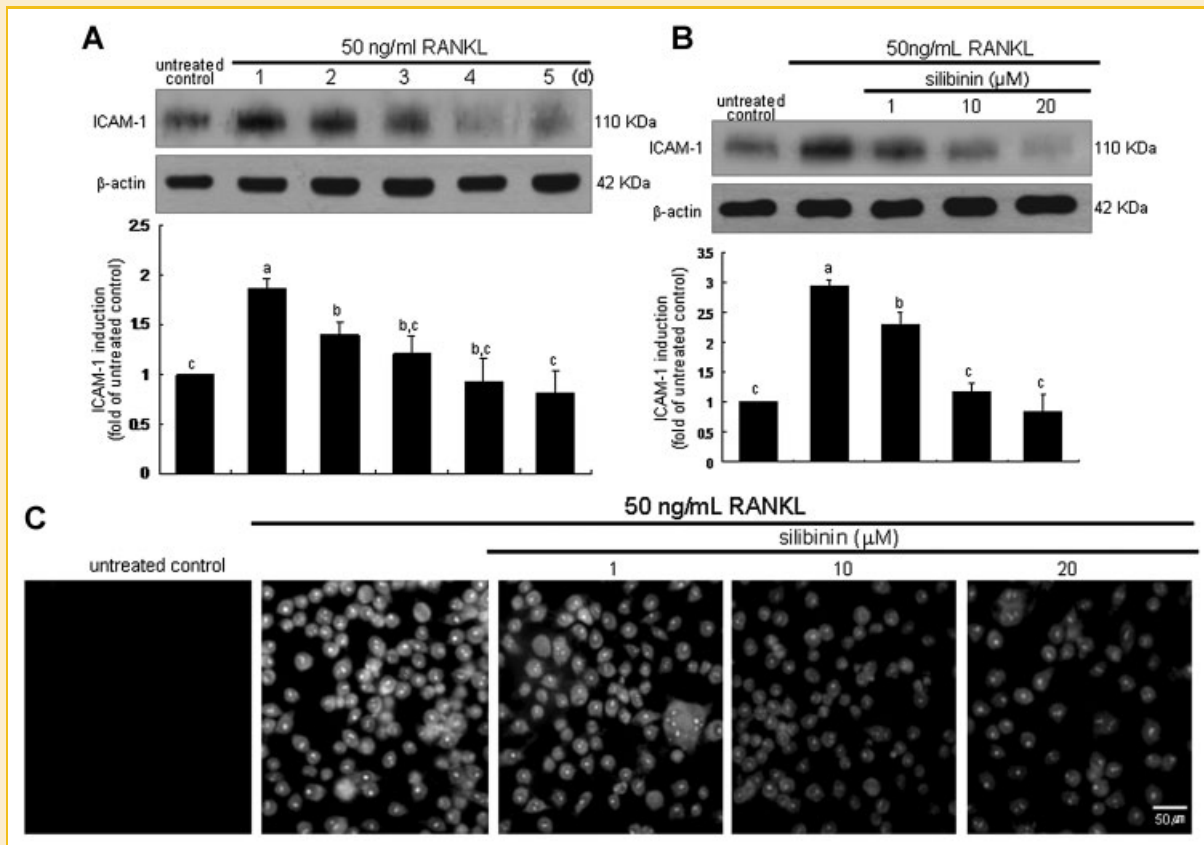 A
50 ng/ml RANKL
untreated
control
1 2 3 4 5 (d)
ICAM-1
110 KDa
β-actin
42 KDa
ICAM-1 induction
(fold of untreated control)
2.5
2
1.5
1
0.5
0
c
a
b
b,c
b,c
c
B
50ng/mL RANKL
silibinin (μM)
untreated
control
1 10 20
ICAM-1
110 KDa
β-actin
42 KDa
ICAM-1 induction
(fold of untreated control)
3.5
3
2.5
2
1.5
1
0.5
0
c
a
b
c
c
C
50 ng/mL RANKL
silibinin (μM)
untreated control
1 10 20
50㎛